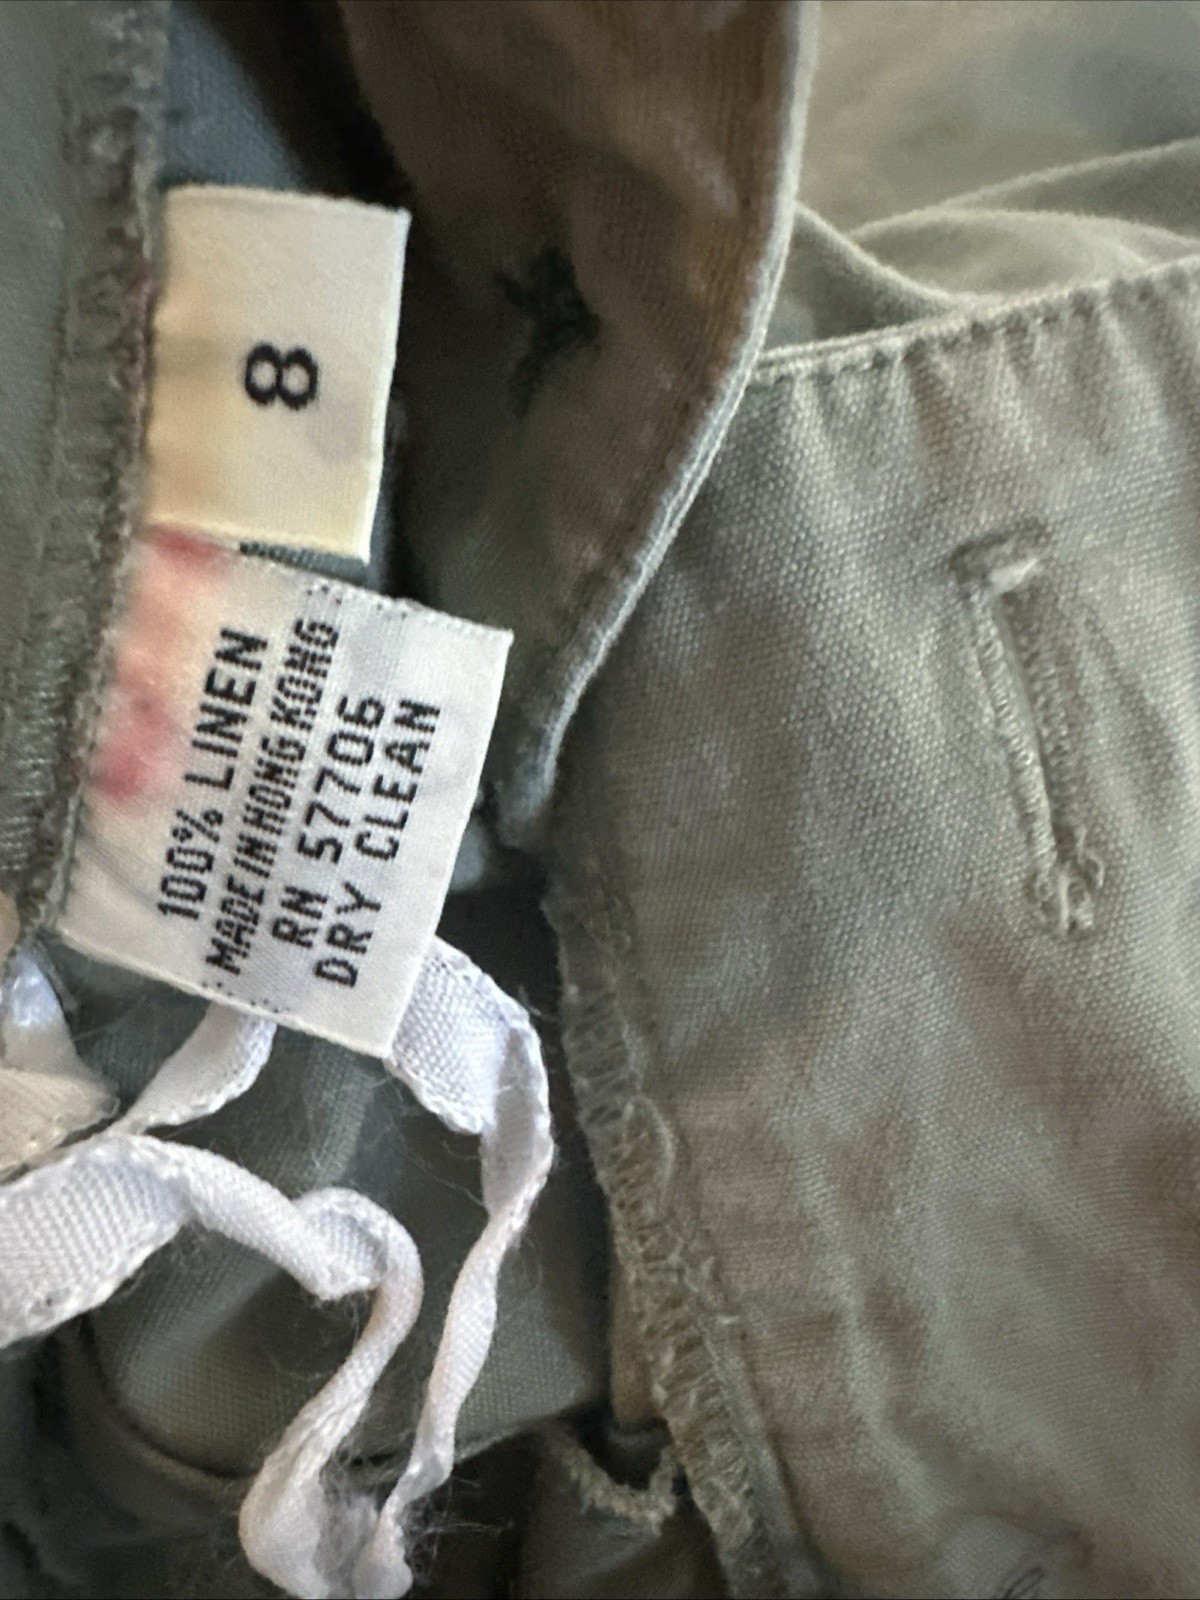 8
100% LINEN
MADE IN HONG KONG
RN 57706
DRY CLEAN